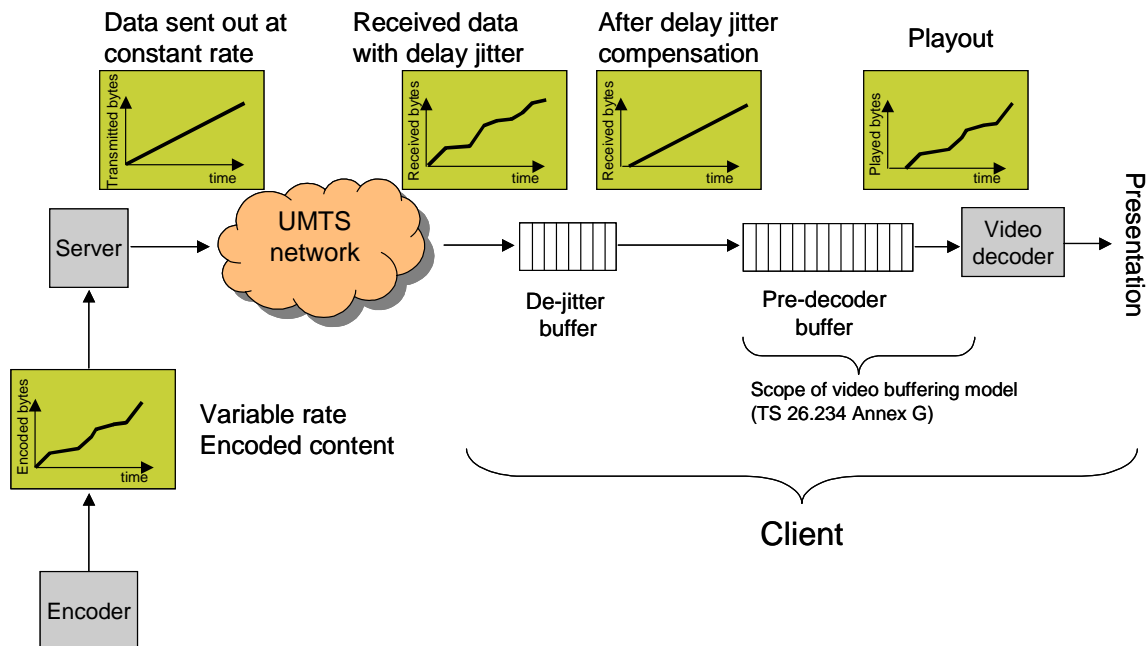 Data sent out at
constant rate
Received data
with delay jitter
After delay jitter
compensation
Playout
Transmitted bytes
time
Received bytes
time
Received bytes
time
Played bytes
time
Server
UMTS
network
De-jitter
buffer
Pre-decoder
buffer
Video
decoder
Presentation
Scope of video buffering model
(TS 26.234 Annex G)
Encoded bytes
time
Variable rate
Encoded content
Client
Encoder